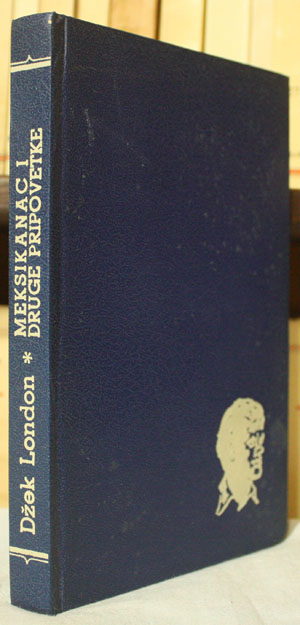 Džek London * MEKSIKANAC I
DRUGE PRIPOVETKE